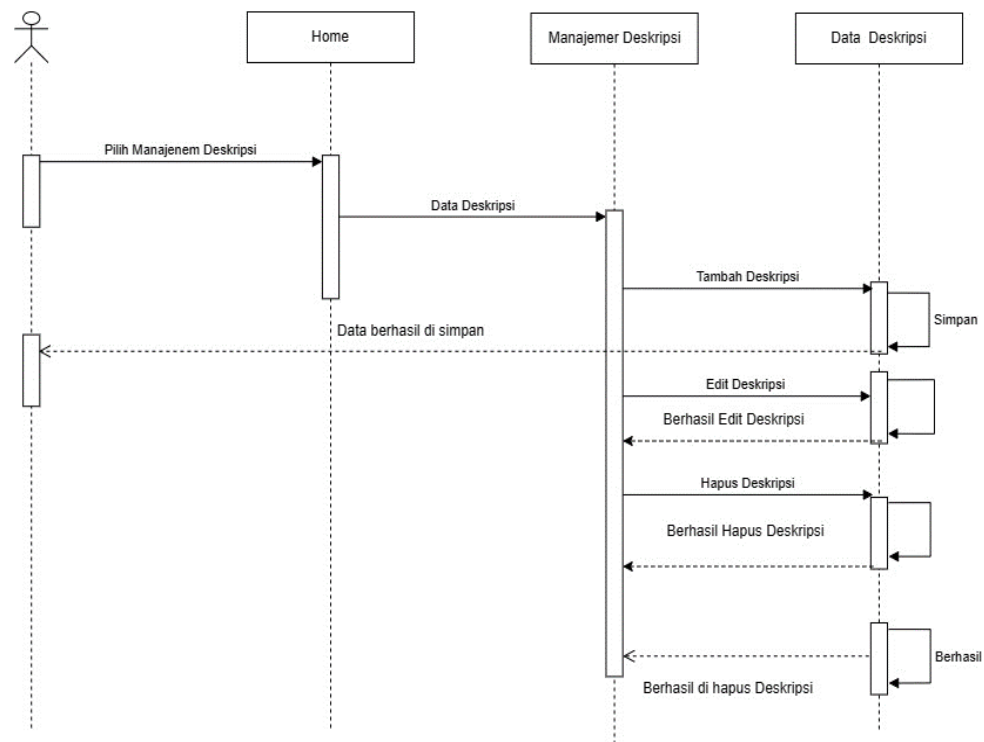 Home
Manajemer Deskripsi
Data Deskripsi
Pilih Manajenem Deskripsi
Data Deskripsi
Tambah Deskripsi
Simpan
Data berhasil di simpan
Edit Deskripsi
Berhasil Edit Deskripsi
Hapus Deskripsi
Berhasil Hapus Deskripsi
Berhasil
Berhasil di hapus Deskripsi